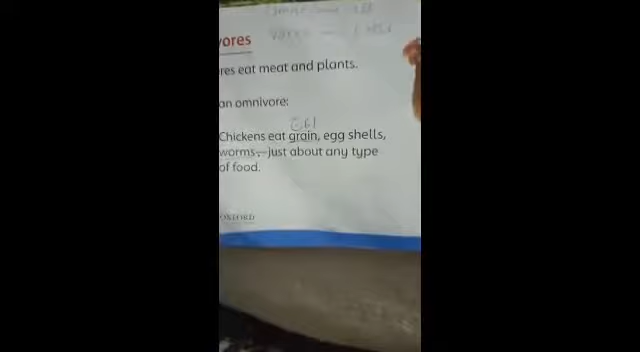 vores
res eat meat and plants.
an omnivore:
Chickens eat grain, egg shells,
worms, – just about any type
of food.
OXFORD